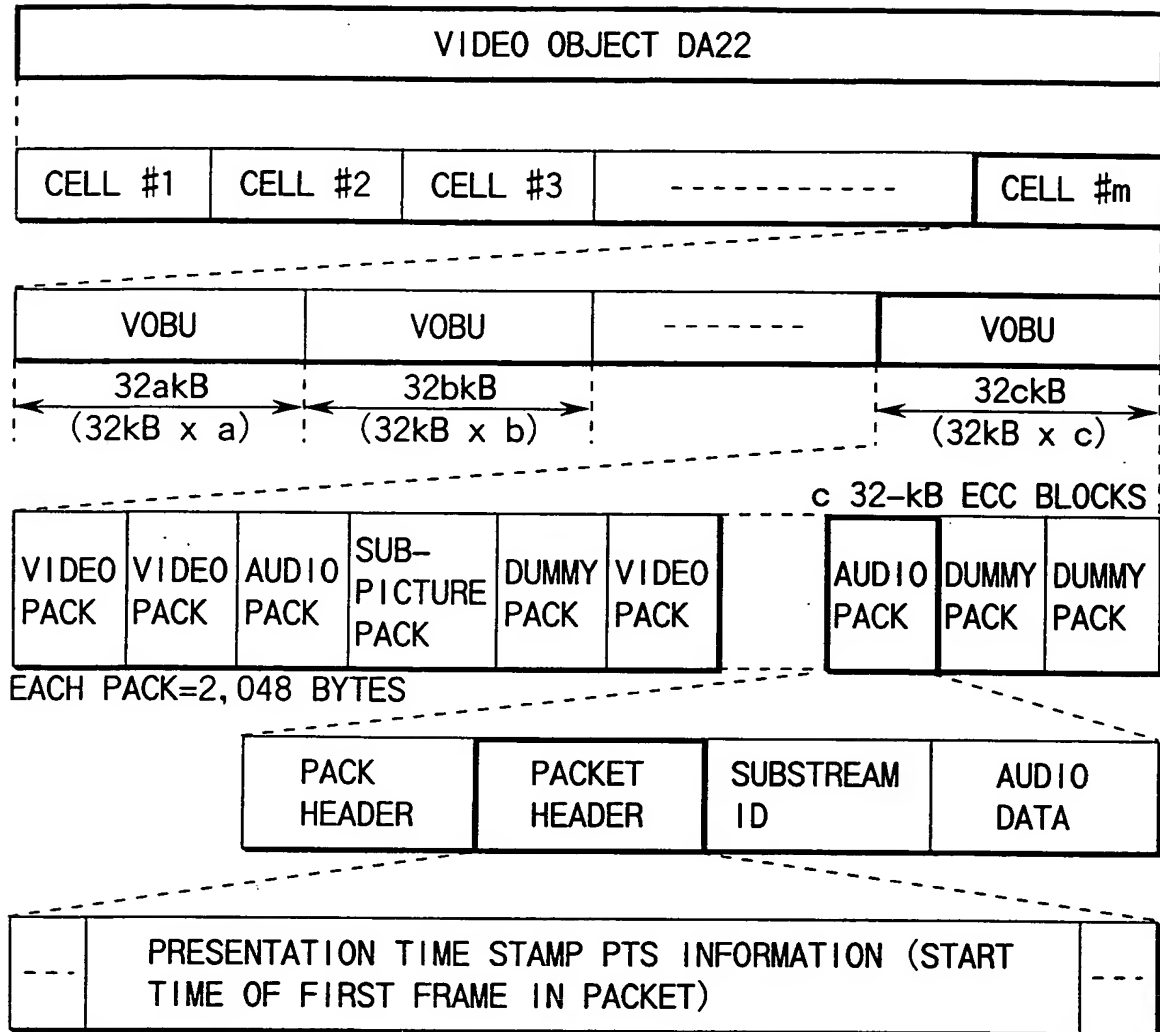 VIDEO OBJECT DA22
CELL #1 CELL #2 CELL #3 ----------- CELL #m
VOBU VOBU ------- VOBU
32akB 32bkB 32ckB
(32kB x a) (32kB x b) (32kB x c)
c 32-kB ECC BLOCKS
VIDEO PACK
VIDEO PACK
AUDIO PACK
SUB-
PICTURE
PACK
DUMMY PACK
VIDEO PACK
AUDIO PACK
DUMMY PACK
DUMMY PACK
EACH PACK=2,048 BYTES
PACK
HEADER
PACKET
HEADER
SUBSTREAM
ID
AUDIO
DATA
--- PRESENTATION TIME STAMP PTS INFORMATION (START ---
TIME OF FIRST FRAME IN PACKET)